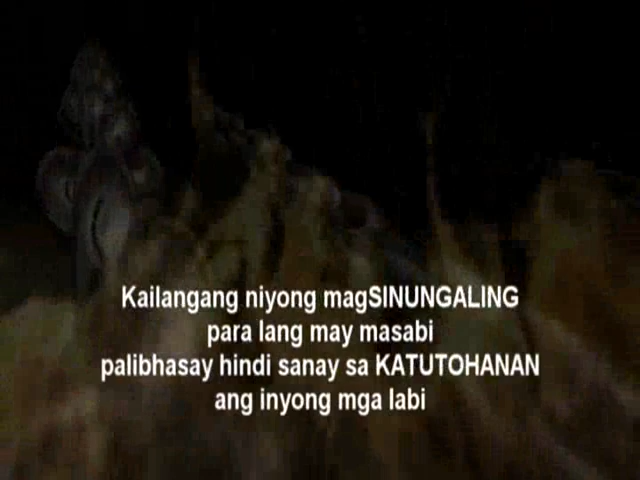 Kailangang niyong magSINUNGALING
para lang may masabi
palibhasay hindi sanay sa KATUTOHANAN
ang inyong mga labi